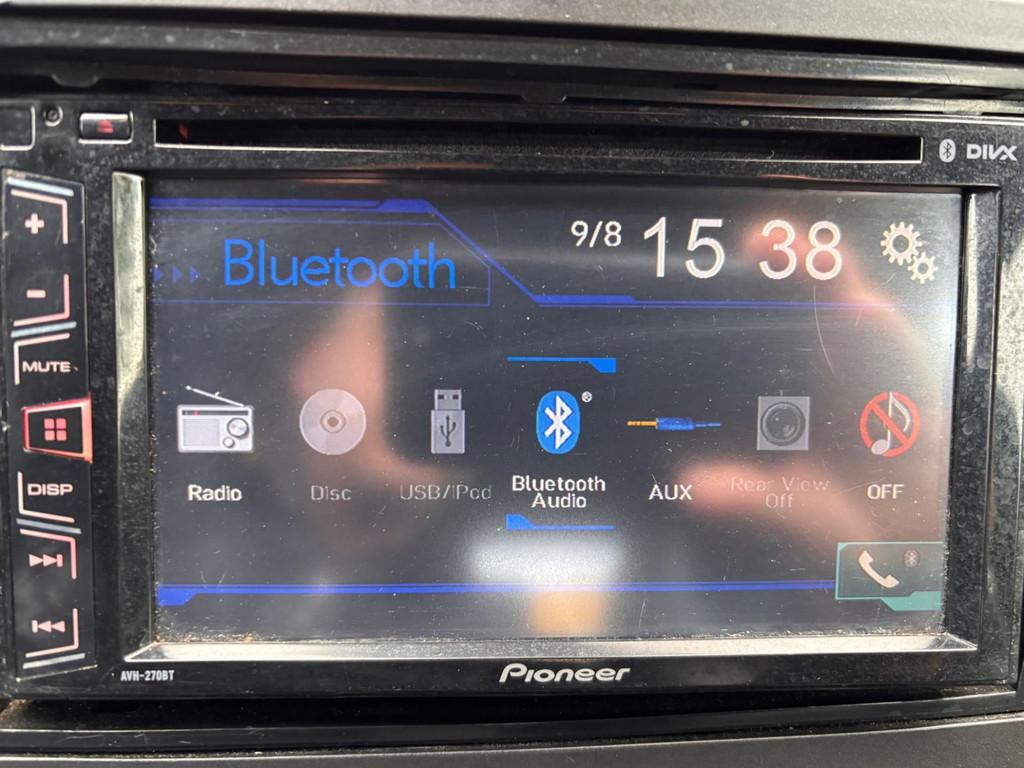 DIVX
9/8 15 38
Bluetooth
+
-
MUTE
Radio
Disc
USB/iPod
Bluetooth
Audio
®
AUX
Rear View
Off
OFF
DISP
AVH-270BT
Pioneer